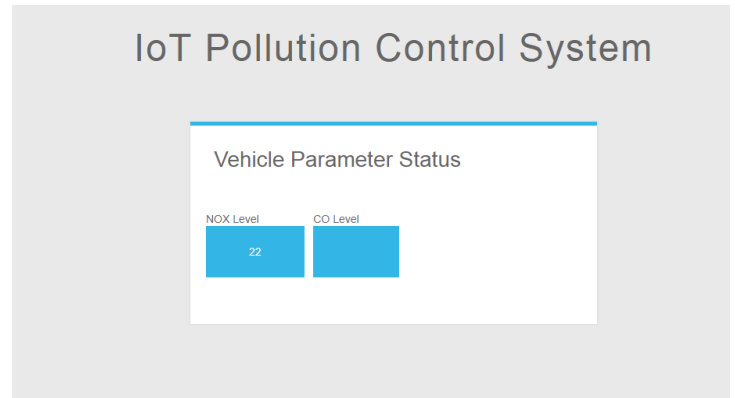 IoT Pollution Control System
Vehicle Parameter Status
NOX Level CO Level
22